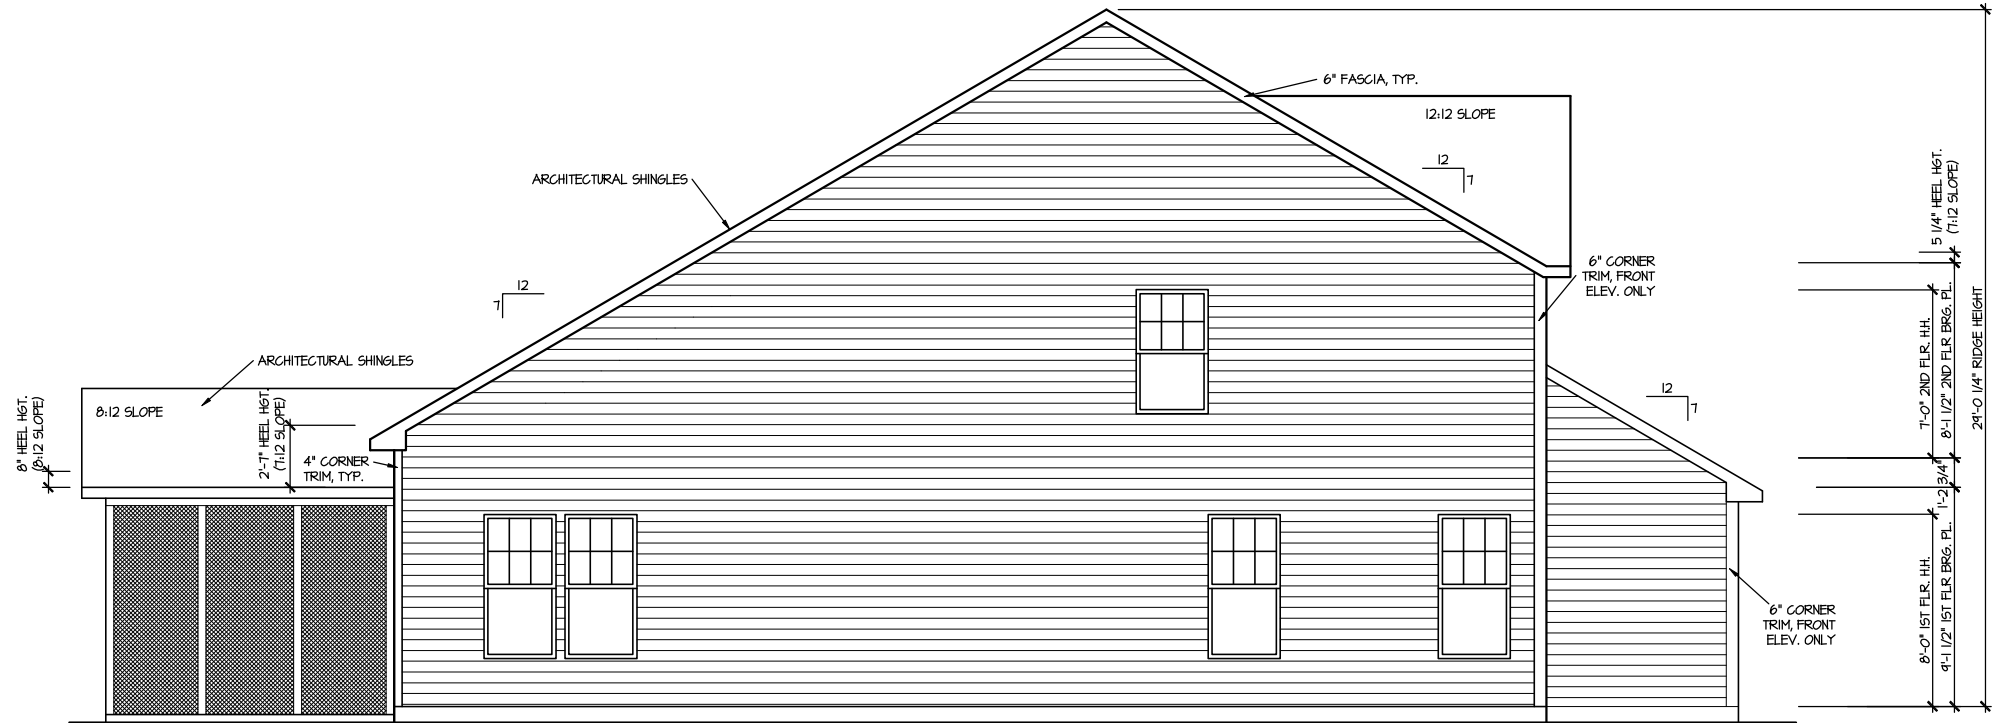 6" FASCIA, TYP.
12:12 SLOPE
12
7
ARCHITECTURAL SHINGLES
5 1/4" HEEL HGT.
(7:12 SLOPE)
6" CORNER
TRIM, FRONT
ELEV. ONLY
12
7
7'-0" 2ND FLR. H.H.
8'-1 1/2" 2ND FLR BRG. PL.
29'-0 1/4" RIDGE HEIGHT
ARCHITECTURAL SHINGLES
8:12 SLOPE
8" HEEL HGT.
(8:12 SLOPE)
2'-7" HEEL HGT.
(7:12 SLOPE)
4" CORNER
TRIM, TYP.
12
7
1'-2 3/4"
8'-0" 1ST FLR. H.H.
9'-1 1/2" 1ST FLR BRG. PL.
6" CORNER
TRIM, FRONT
ELEV. ONLY